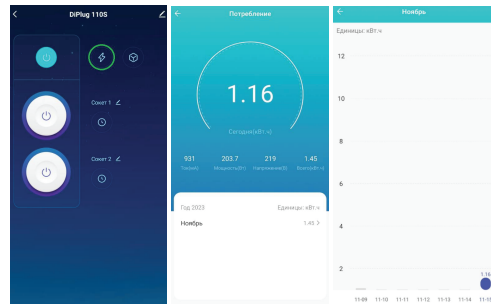 DiPlug 110S
Сокет 1
Сокет 2
Потребление
1.16
Сегодня(кВт.ч)
931 203.7 219 1.45
Ток(мА) Мощность(Вт) Напряжение(В) Всего(кВт.ч)
Год 2023 Единицы: кВт.ч
Ноябрь 1.45 >
Ноябрь
Единицы: кВт.ч
12
10
8
6
4
2
1.16
11-09 11-10 11-11 11-12 11-13 11-14 11-15